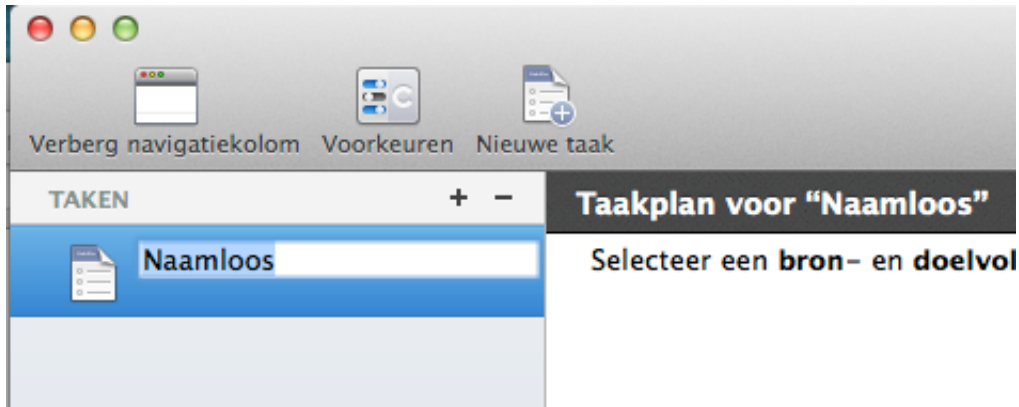 Verberg navigatiekolom Voorkeuren Nieuwe taak
TAKEN + −
Naamloos
Taakplan voor “Naamloos”
Selecteer een bron- en doelvol